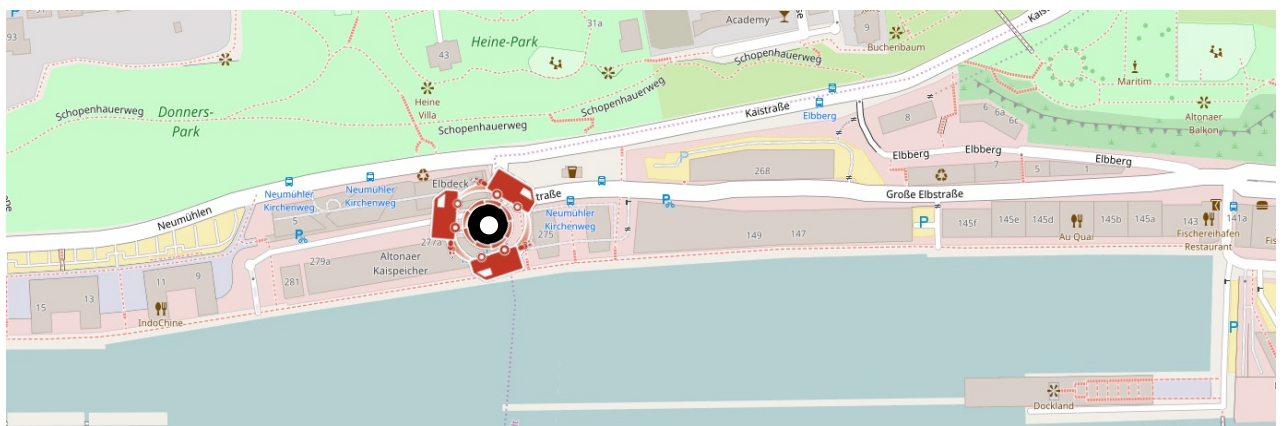 93
31a
Academy
9
Kais
Buchenbaum
Heine-Park
43
Schopenhauerweg
Maritim
Schopenhauerweg
Heine
Villa
Schopenhauerweg
Donners-
Park
Schopenhauerweg
Kaistraße
Elbberg
8
6
6a
6c
Altonaer
Balkon
Elbberg
Elbberg
Elbberg
P
268
7
5
1
Elbdeck
Neumühler
Kirchenweg
Neumühler
Kirchenweg
traße
Große Elbstraße
Neumühlen
5
P
Neumühler
Kirchenweg
P
145f
145e
145d
145b
145a
143
141a
Au Quai
Fischereihafen
Restaurant
Fis
277a
275
149
147
P
279a
Altonaer
Kaispeicher
281
11
9
15
13
IndoChine
P
Dockland